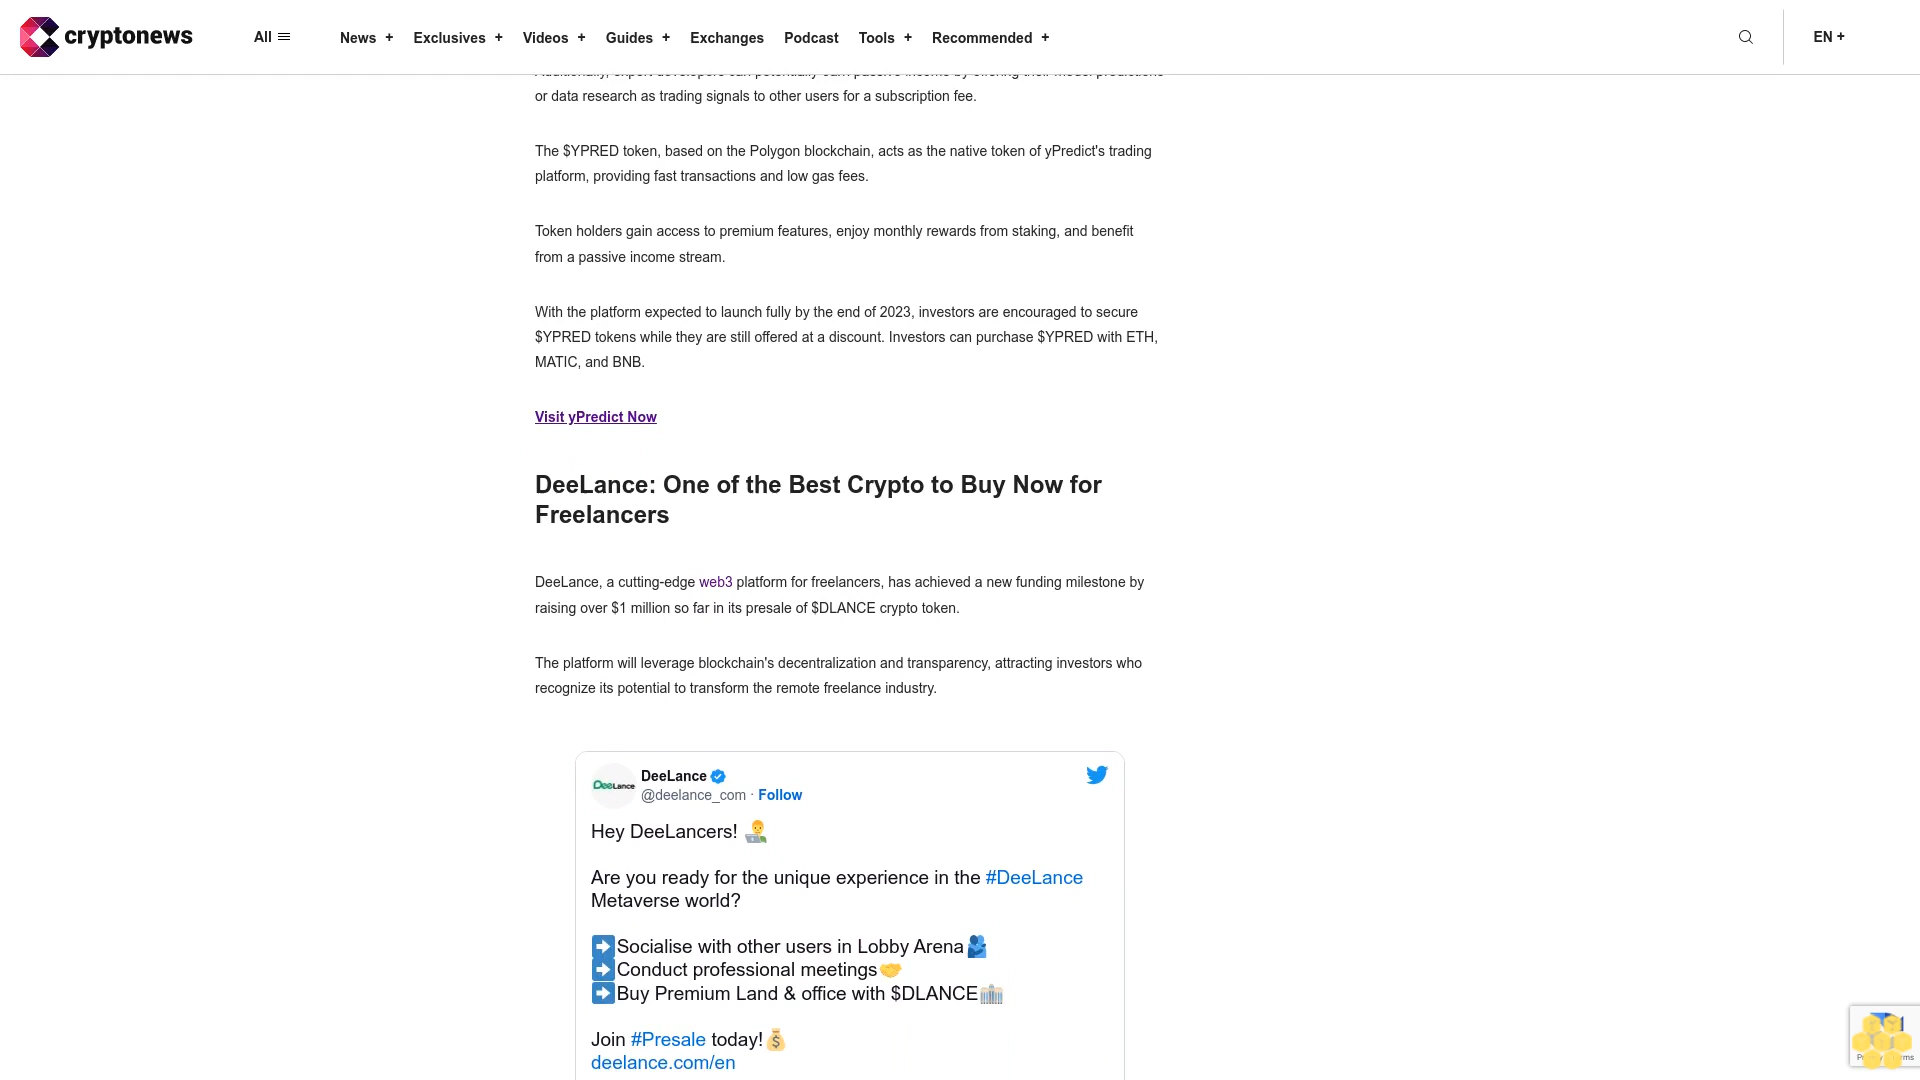 cryptonews
All
News +
Exclusives +
Videos +
Guides +
Exchanges
Podcast
Tools +
Recommended +
EN +
or data research as trading signals to other users for a subscription fee.
The $YPRED token, based on the Polygon blockchain, acts as the native token of yPredict's trading
platform, providing fast transactions and low gas fees.
Token holders gain access to premium features, enjoy monthly rewards from staking, and benefit
from a passive income stream.
With the platform expected to launch fully by the end of 2023, investors are encouraged to secure
$YPRED tokens while they are still offered at a discount. Investors can purchase $YPRED with ETH,
MATIC, and BNB.
Visit yPredict Now
DeeLance: One of the Best Crypto to Buy Now for
Freelancers
DeeLance, a cutting-edge web3 platform for freelancers, has achieved a new funding milestone by
raising over $1 million so far in its presale of $DLANCE crypto token.
The platform will leverage blockchain's decentralization and transparency, attracting investors who
recognize its potential to transform the remote freelance industry.
DeeLance
DeeLance
@deelance_com · Follow
Hey DeeLancers! 🧑‍💻
Are you ready for the unique experience in the #DeeLance
Metaverse world?
➡️Socialise with other users in Lobby Arena🫂
➡️Conduct professional meetings🤝
➡️Buy Premium Land & office with $DLANCE🏢
Join #Presale today!💰
deelance.com/en